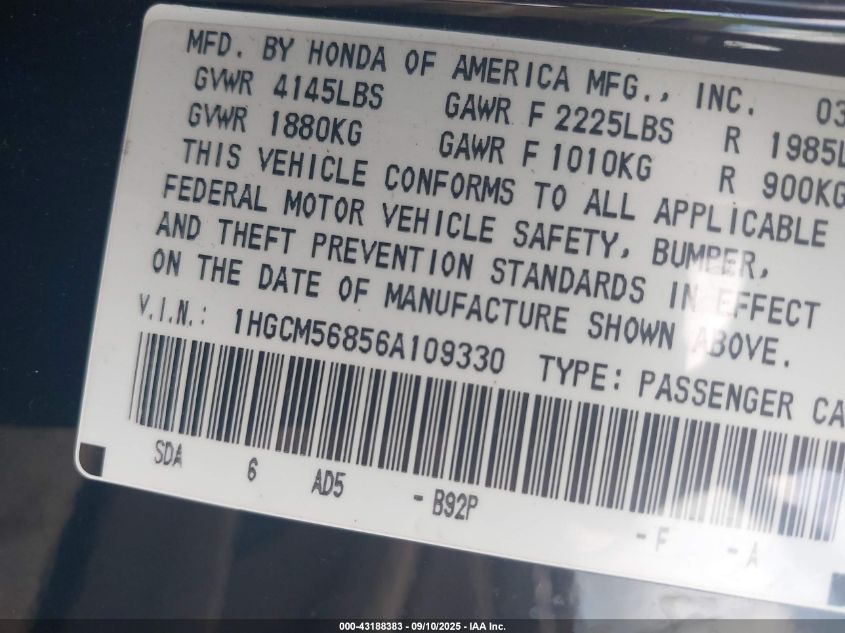 MFD. BY HONDA OF AMERICA MFG., INC. 03
GVWR 4145LBS GAWR F 2225LBS R 1985L
GVWR 1880KG GAWR F 1010KG R 900KG
THIS VEHICLE CONFORMS TO ALL APPLICABLE
FEDERAL MOTOR VEHICLE SAFETY, BUMPER,
AND THEFT PREVENTION STANDARDS IN EFFECT
ON THE DATE OF MANUFACTURE SHOWN ABOVE.
V.I.N.: 1HGCM56856A109330 TYPE: PASSENGER CA
SDA 6 AD5 - B92P - F - A
000-43188383 - 09/10/2025 - IAA Inc.